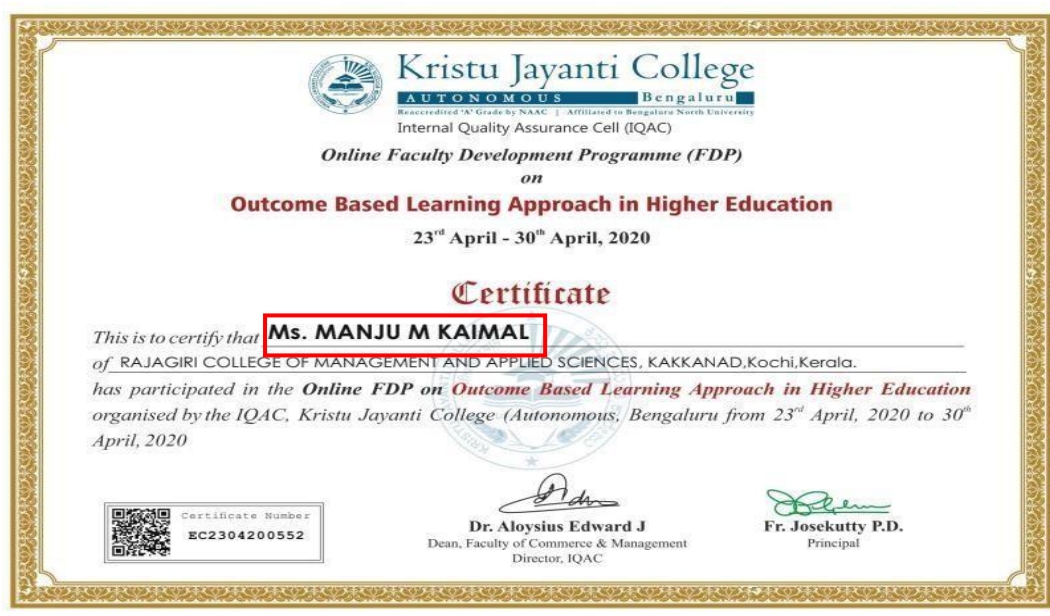 Kristu Jayanti College
AUTONOMOUS Bengaluru
Reaccredited 'A' Grade by NAAC | Affiliated to Bengaluru North University
Internal Quality Assurance Cell (IQAC)
Online Faculty Development Programme (FDP)
on
Outcome Based Learning Approach in Higher Education
23rd April - 30th April, 2020
Certificate
This is to certify that Ms. MANJU M KAIMAL
of RAJAGIRI COLLEGE OF MANAGEMENT AND APPLIED SCIENCES, KAKKANAD,Kochi,Kerala.
has participated in the Online FDP on Outcome Based Learning Approach in Higher Education
organised by the IQAC, Kristu Jayanti College (Autonomous, Bengaluru from 23rd April, 2020 to 30th
April, 2020
Certificate Number
EC2304200552
Dr. Aloysius Edward J
Dean, Faculty of Commerce & Management
Director, IQAC
Fr. Josekutty P.D.
Principal